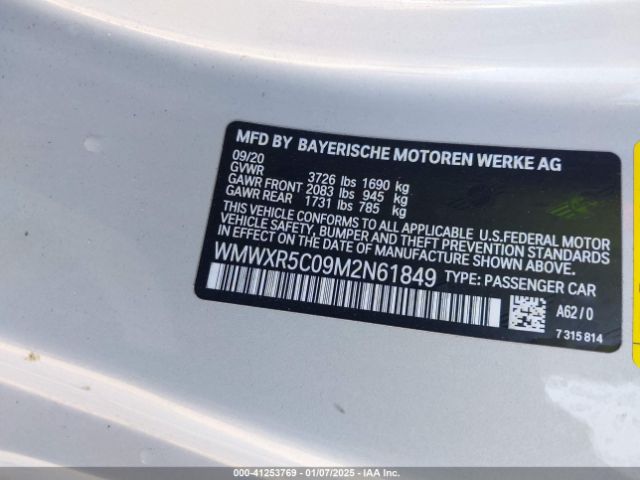 MFD BY BAYERISCHE MOTOREN WERKE AG
09/20
GVWR 3726 lbs 1690 kg
GAWR FRONT 2083 lbs 945 kg
GAWR REAR 1731 lbs 785 kg
THIS VEHICLE CONFORMS TO ALL APPLICABLE U.S.FEDERAL MOTOR
VEHICLE SAFETY, BUMPER AND THEFT PREVENTION STANDARDS
IN EFFECT ON THE DATE OF MANUFACTURE SHOWN ABOVE.
WMWXR5C09M2N61849 TYPE: PASSENGER CAR
A62/0
7 315 814
000-41253769 - 01/07/2025 - IAA Inc.